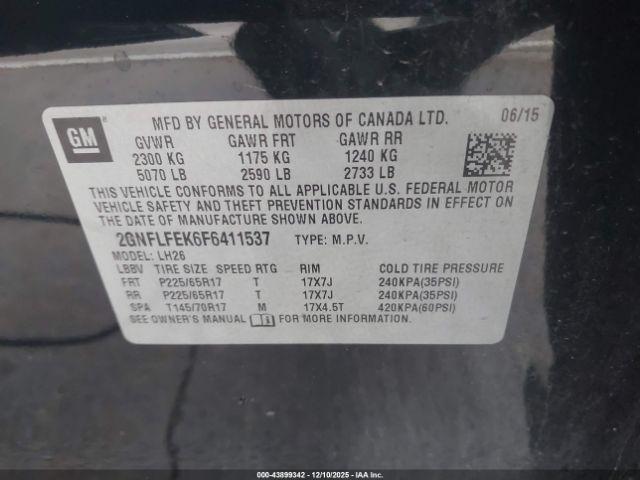 GM
MFD BY GENERAL MOTORS OF CANADA LTD. 06/15
GVWR GAWR FRT GAWR RR
2300 KG 1175 KG 1240 KG
5070 LB 2590 LB 2733 LB
THIS VEHICLE CONFORMS TO ALL APPLICABLE U.S. FEDERAL MOTOR
VEHICLE SAFETY AND THEFT PREVENTION STANDARDS IN EFFECT ON
THE DATE OF MANUFACTURE SHOWN ABOVE.
2GNFLFEK6F6411537 TYPE: M.P.V.
MODEL: LH26
LBBV TIRE SIZE SPEED RTG RIM COLD TIRE PRESSURE
FRT P225/65R17 T 17X7J 240KPA(35PSI)
RR P225/65R17 T 17X7J 240KPA(35PSI)
SPA T145/70R17 M 17X4.5T 420KPA(60PSI)
SEE OWNER'S MANUAL FOR MORE INFORMATION.
000-43899342 - 12/10/2025 - COPART/IAA